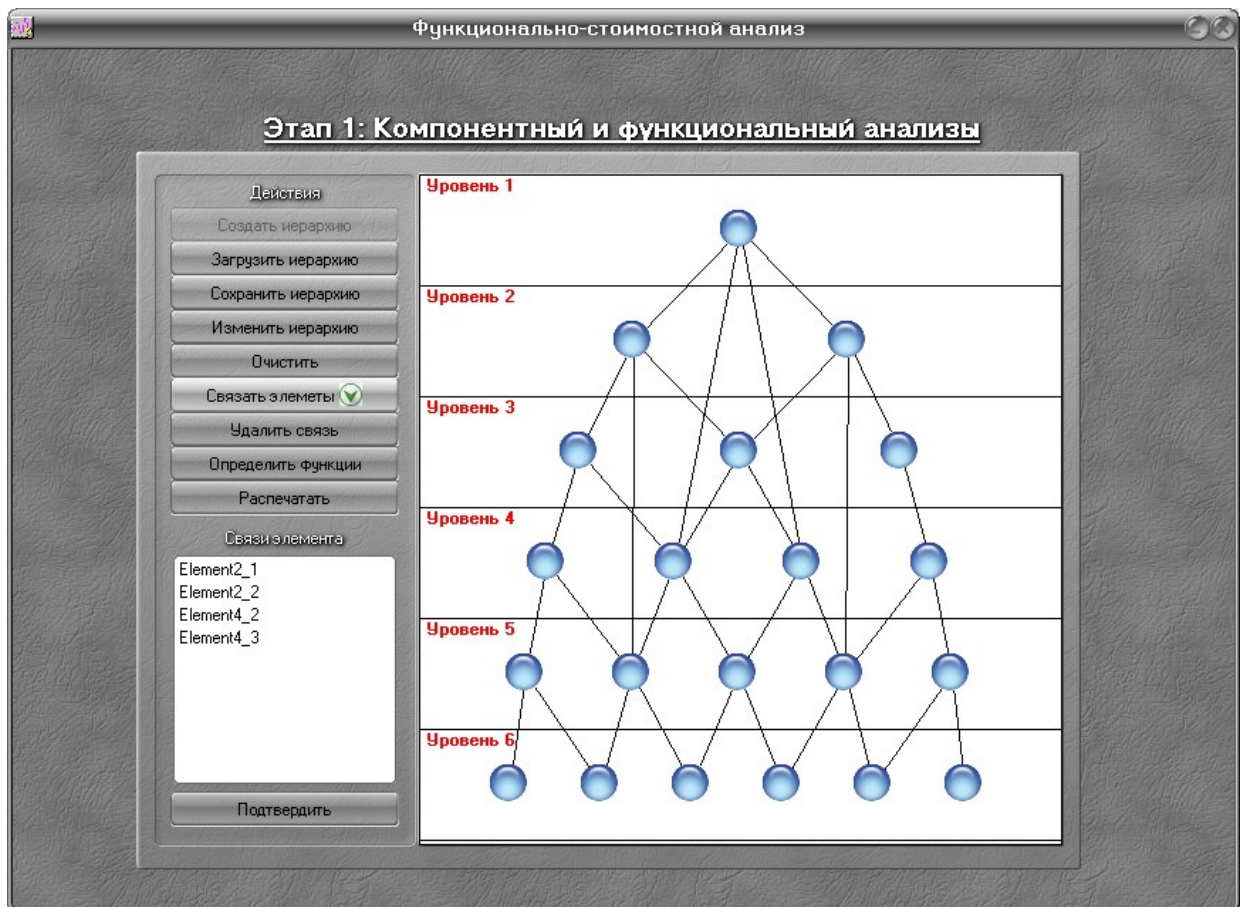 Функционально-стоимостной анализ
Этап 1: Компонентный и функциональный анализы
Действия
Создать иерархию
Загрузить иерархию
Сохранить иерархию
Изменить иерархию
Очистить
Связать элеметы
Удалить связь
Определить функции
Распечатать
Связи элемента
Element2_1
Element2_2
Element4_2
Element4_3
Подтвердить
Уровень 1
Уровень 2
Уровень 3
Уровень 4
Уровень 5
Уровень 6